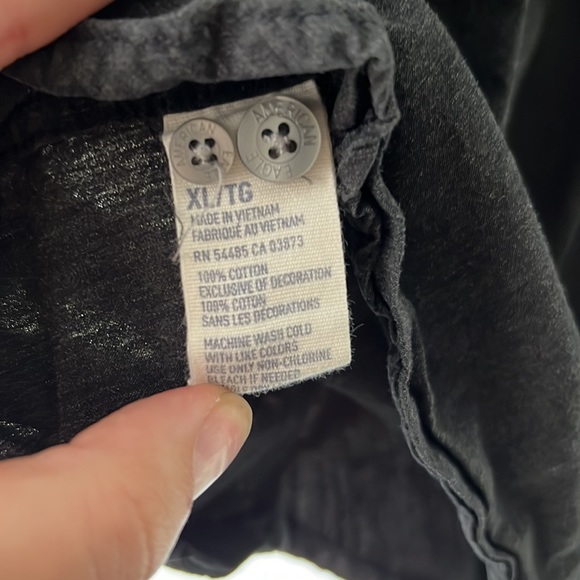 AMERICAN
AMERICAN EAGLE
XL/TG
MADE IN VIETNAM
FABRIQUÉ AU VIETNAM
RN 54485 CA 03873
100% COTTON
EXCLUSIVE OF DECORATION
100% COTON
SANS LES DÉCORATIONS
MACHINE WASH COLD
WITH LIKE COLORS
USE ONLY NON-CHLORINE
BLEACH IF NEEDED